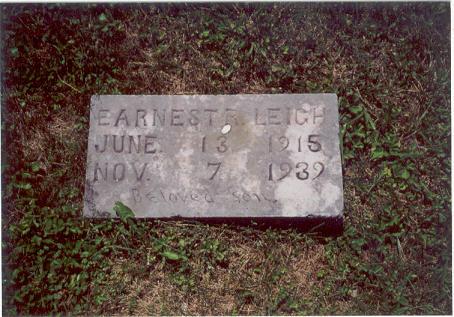 EARNEST R. LEIGH
JUNE. 13 1915
NOV. 7 1939
Beloved son